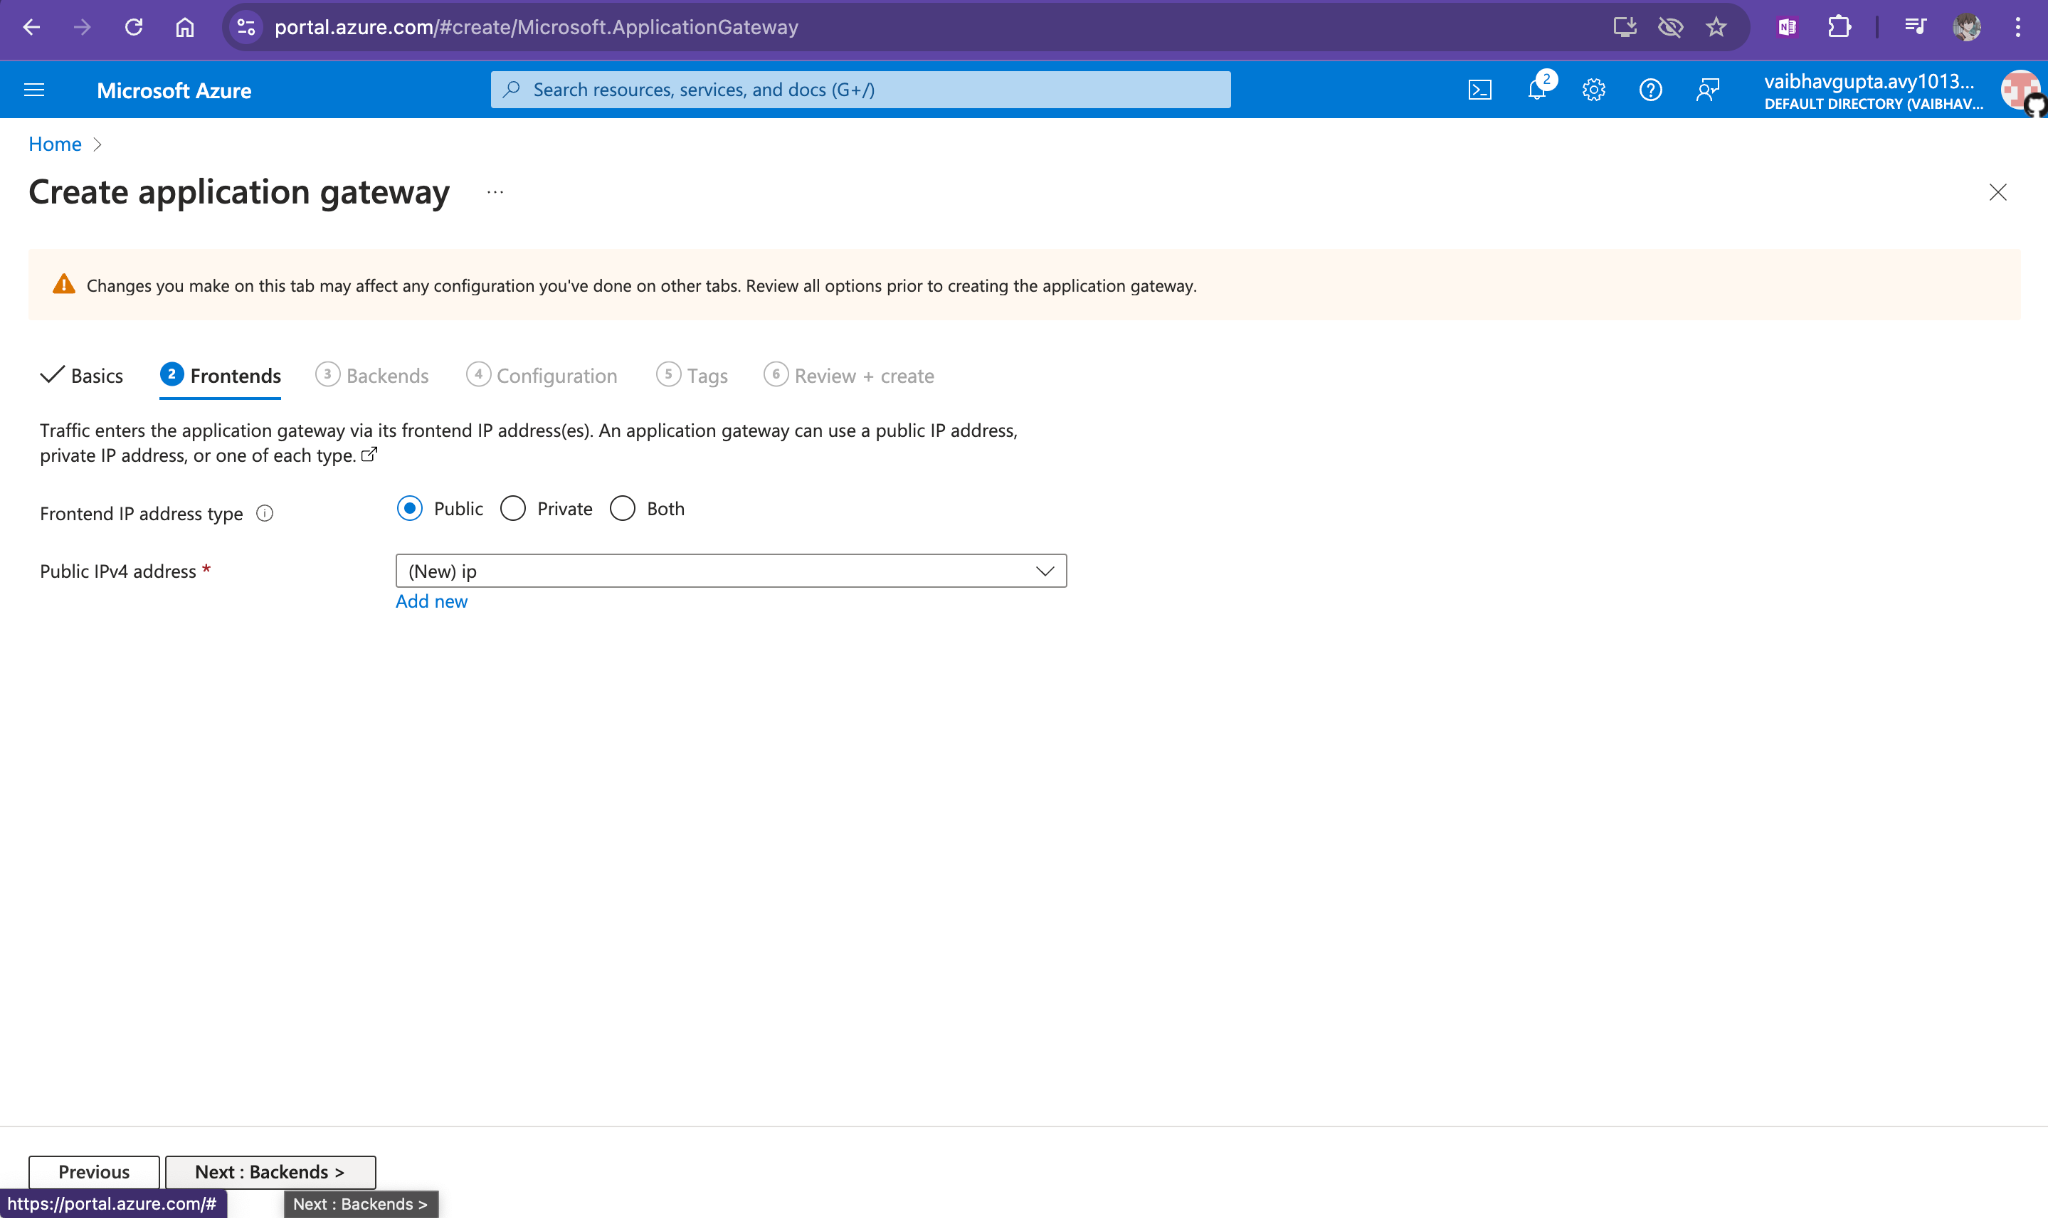 portal.azure.com/#create/Microsoft.ApplicationGateway
Microsoft Azure
Search resources, services, and docs (G+/)
2
vaibhavgupta.avy1013...
DEFAULT DIRECTORY (VAIBHAV...
Home
Create application gateway
...
Changes you make on this tab may affect any configuration you've done on other tabs. Review all options prior to creating the application gateway.
Basics
2 Frontends
3 Backends
4 Configuration
5 Tags
6 Review + create
Traffic enters the application gateway via its frontend IP address(es). An application gateway can use a public IP address,
private IP address, or one of each type.
Frontend IP address type
Public
Private
Both
Public IPv4 address *
(New) ip
Add new
Previous
Next : Backends >
https://portal.azure.com/#
Next : Backends >